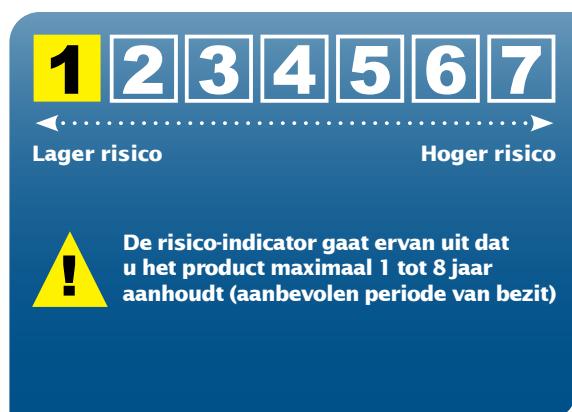 1 2 3 4 5 6 7
Lager risico Hoger risico
!
De risico-indicator gaat ervan uit dat
u het product maximaal 1 tot 8 jaar
aanhoudt (aanbevolen periode van bezit)